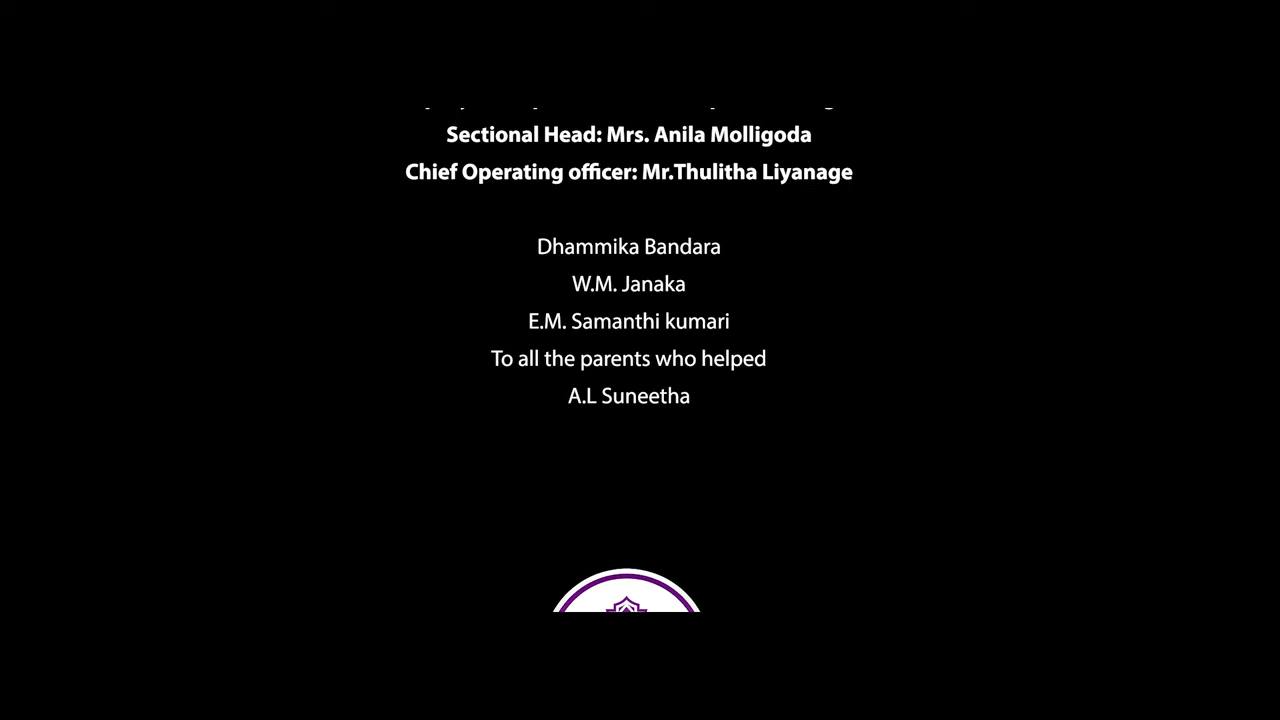 Sectional Head: Mrs. Anila Molligoda
Chief Operating officer: Mr.Thulitha Liyanage
Dhammika Bandara
W.M. Janaka
E.M. Samanthi kumari
To all the parents who helped
A.L Suneetha